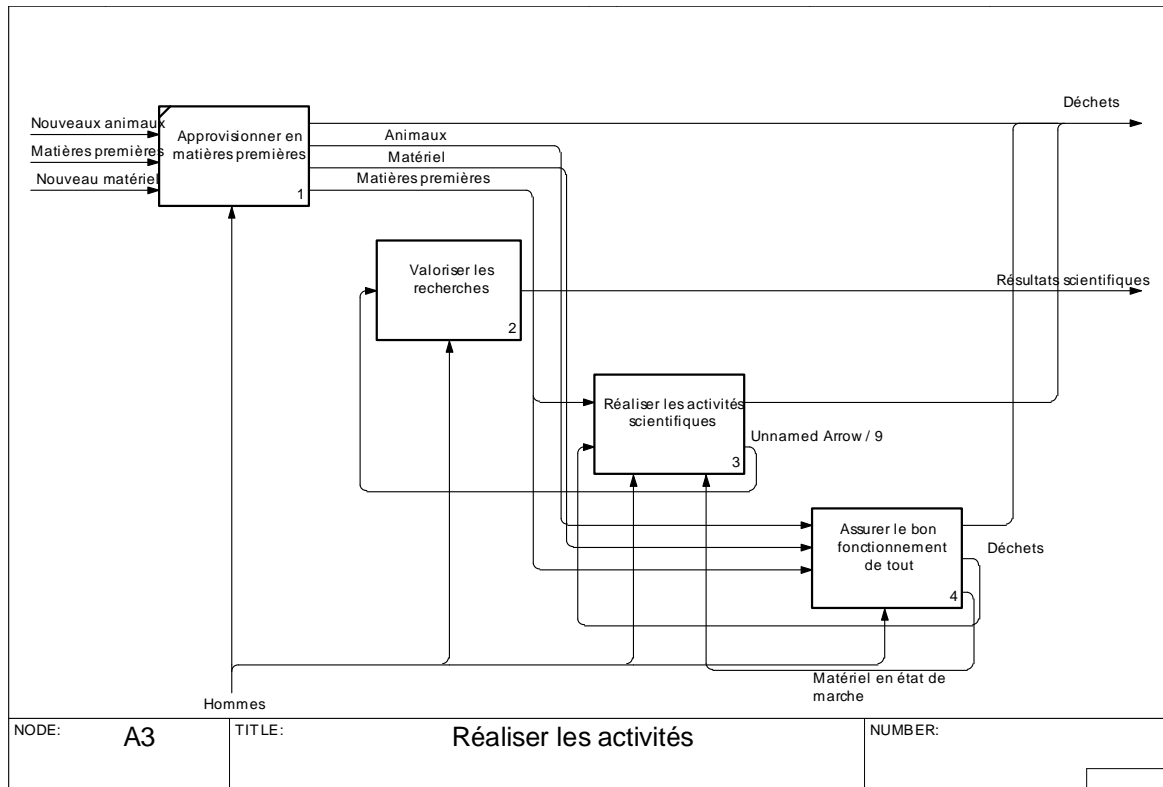 Déchets
Nouveaux animaux
Approvisionner en
matières premières
1
Animaux
Matières premières
Matériel
Nouveau matériel
Matières premières
Valoriser les
recherches
2
Résultats scientifiques
Réaliser les activités
scientifiques
3
Unnamed Arrow / 9
Assurer le bon
fonctionnement
de tout
4
Déchets
Matériel en état de
marche
Hommes
NODE:
A3
TITLE:
Réaliser les activités
NUMBER: